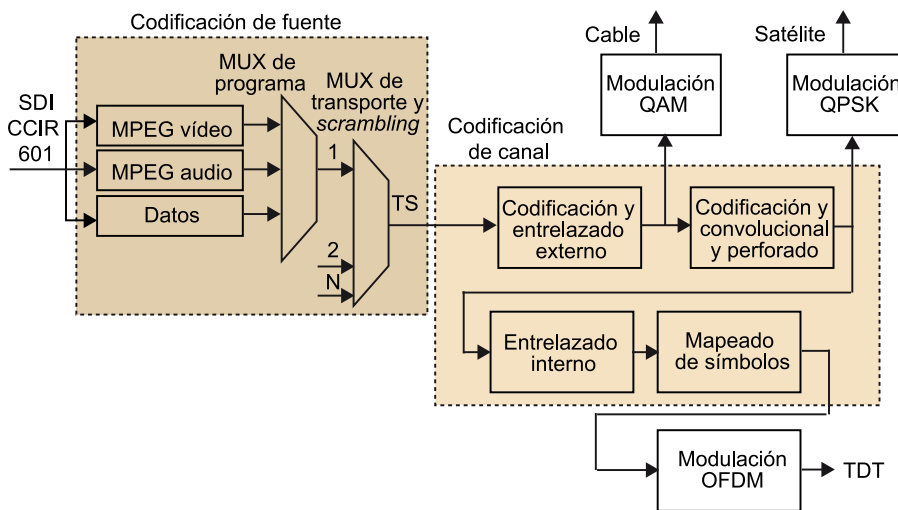 Codificación de fuente
MUX de
programa
MUX de
transporte y
scrambling
SDI
CCIR
601
MPEG vídeo
MPEG audio
Datos
1
2
N
TS
Cable
Satélite
Modulación
QAM
Modulación
QPSK
Codificación
de canal
Codificación y
entrelazado
externo
Codificación y
convolucional
y perforado
Entrelazado
interno
Mapeado
de símbolos
Modulación
OFDM
TDT